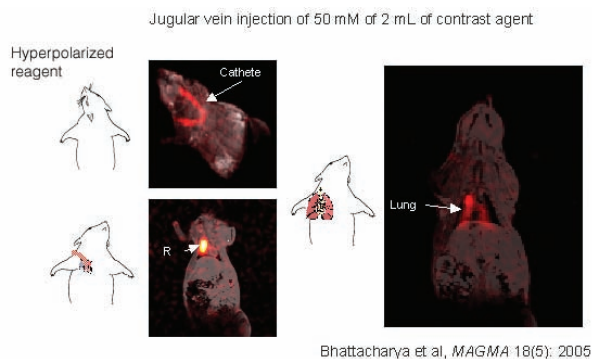 Jugular vein injection of 50 mM of 2 mL of contrast agent
Hyperpolarized
reagent
Cathete
Lung
R
Bhattacharya et al, MAGMA 18(5): 2005